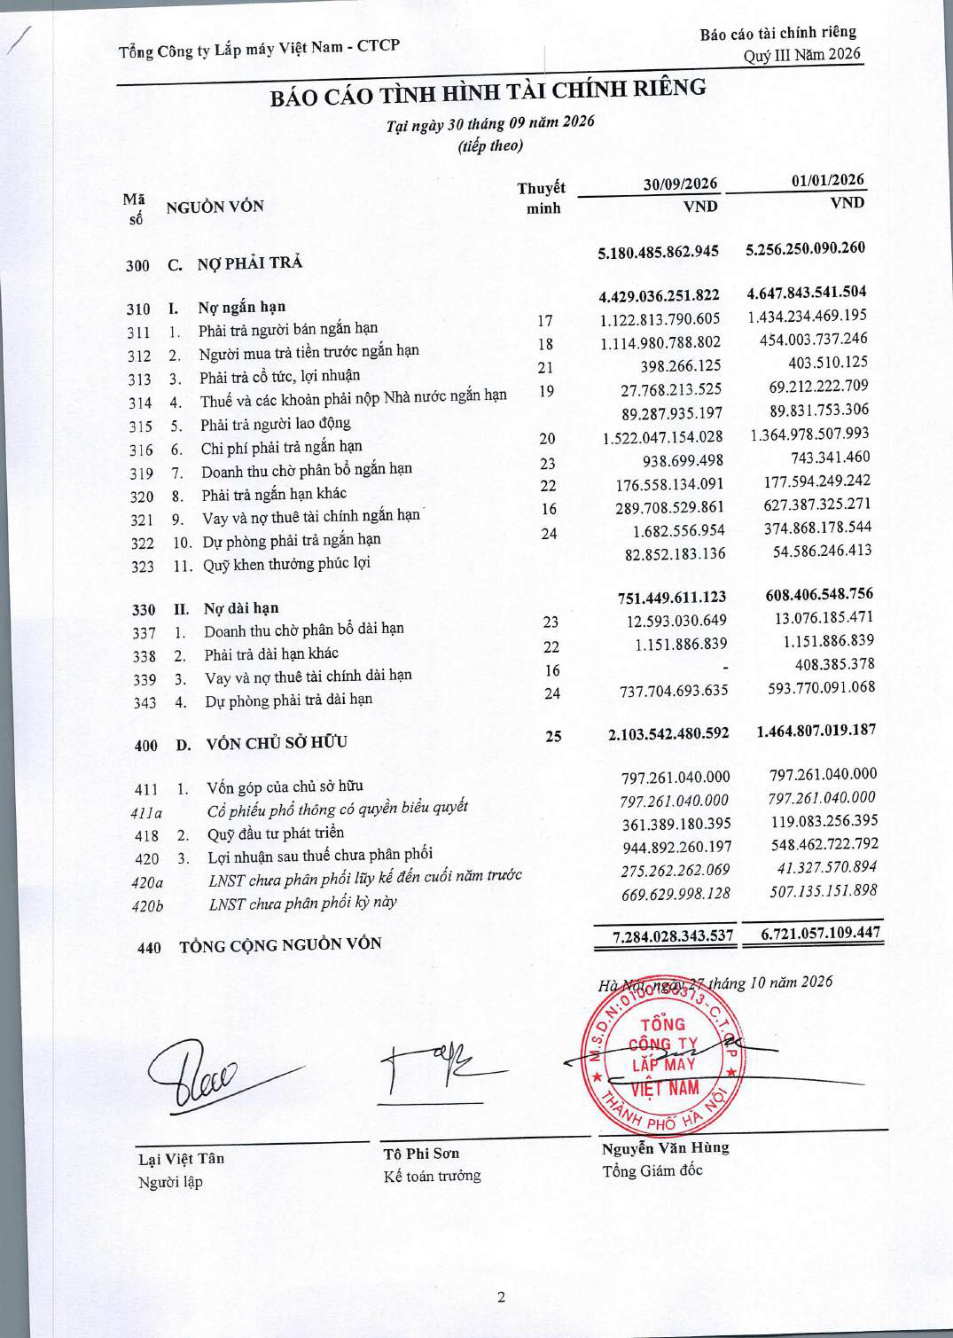 Tổng Công ty Lắp máy Việt Nam - CTCP
Báo cáo tài chính riêng
Quý III Năm 2026
BÁO CÁO TÌNH HÌNH TÀI CHÍNH RIÊNG
Tại ngày 30 tháng 09 năm 2026
(tiếp theo)
Mã số NGUỒN VỐN Thuyết minh 30/09/2026 VND 01/01/2026 VND
300 C. NỢ PHẢI TRẢ 5.180.485.862.945 5.256.250.090.260
310 I. Nợ ngắn hạn 4.429.036.251.822 4.647.843.541.504
311 1. Phải trả người bán ngắn hạn 17 1.122.813.790.605 1.434.234.469.195
312 2. Người mua trả tiền trước ngắn hạn 18 1.114.980.788.802 454.003.737.246
313 3. Phải trả cổ tức, lợi nhuận 21 398.266.125 403.510.125
314 4. Thuế và các khoản phải nộp Nhà nước ngắn hạn 19 27.768.213.525 69.212.222.709
315 5. Phải trả người lao động 89.287.935.197 89.831.753.306
316 6. Chi phí phải trả ngắn hạn 20 1.522.047.154.028 1.364.978.507.993
319 7. Doanh thu chờ phân bổ ngắn hạn 23 938.699.498 743.341.460
320 8. Phải trả ngắn hạn khác 22 176.558.134.091 177.594.249.242
321 9. Vay và nợ thuê tài chính ngắn hạn 16 289.708.529.861 627.387.325.271
322 10. Dự phòng phải trả ngắn hạn 24 1.682.556.954 374.868.178.544
323 11. Quỹ khen thưởng phúc lợi 82.852.183.136 54.586.246.413
330 II. Nợ dài hạn 751.449.611.123 608.406.548.756
337 1. Doanh thu chờ phân bổ dài hạn 23 12.593.030.649 13.076.185.471
338 2. Phải trả dài hạn khác 22 1.151.886.839 1.151.886.839
339 3. Vay và nợ thuê tài chính dài hạn 16 - 408.385.378
343 4. Dự phòng phải trả dài hạn 24 737.704.693.635 593.770.091.068
400 D. VỐN CHỦ SỞ HỮU 25 2.103.542.480.592 1.464.807.019.187
411 1. Vốn góp của chủ sở hữu 797.261.040.000 797.261.040.000
411a Cổ phiếu phổ thông có quyền biểu quyết 797.261.040.000 797.261.040.000
418 2. Quỹ đầu tư phát triển 361.389.180.395 119.083.256.395
420 3. Lợi nhuận sau thuế chưa phân phối 944.892.260.197 548.462.722.792
420a LNST chưa phân phối lũy kế đến cuối năm trước 275.262.262.069 41.327.570.894
420b LNST chưa phân phối kỳ này 669.629.998.128 507.135.151.898
440 TỔNG CỘNG NGUỒN VỐN 7.284.028.343.537 6.721.057.109.447
Hà Nội, ngày 27 tháng 10 năm 2026
TỔNG
CÔNG TY
LẮP MÁY
VIỆT NAM
THÀNH PHỐ HÀ NỘI
Lại Việt Tân
Người lập
Tô Phi Sơn
Kế toán trưởng
Nguyễn Văn Hùng
Tổng Giám đốc
2